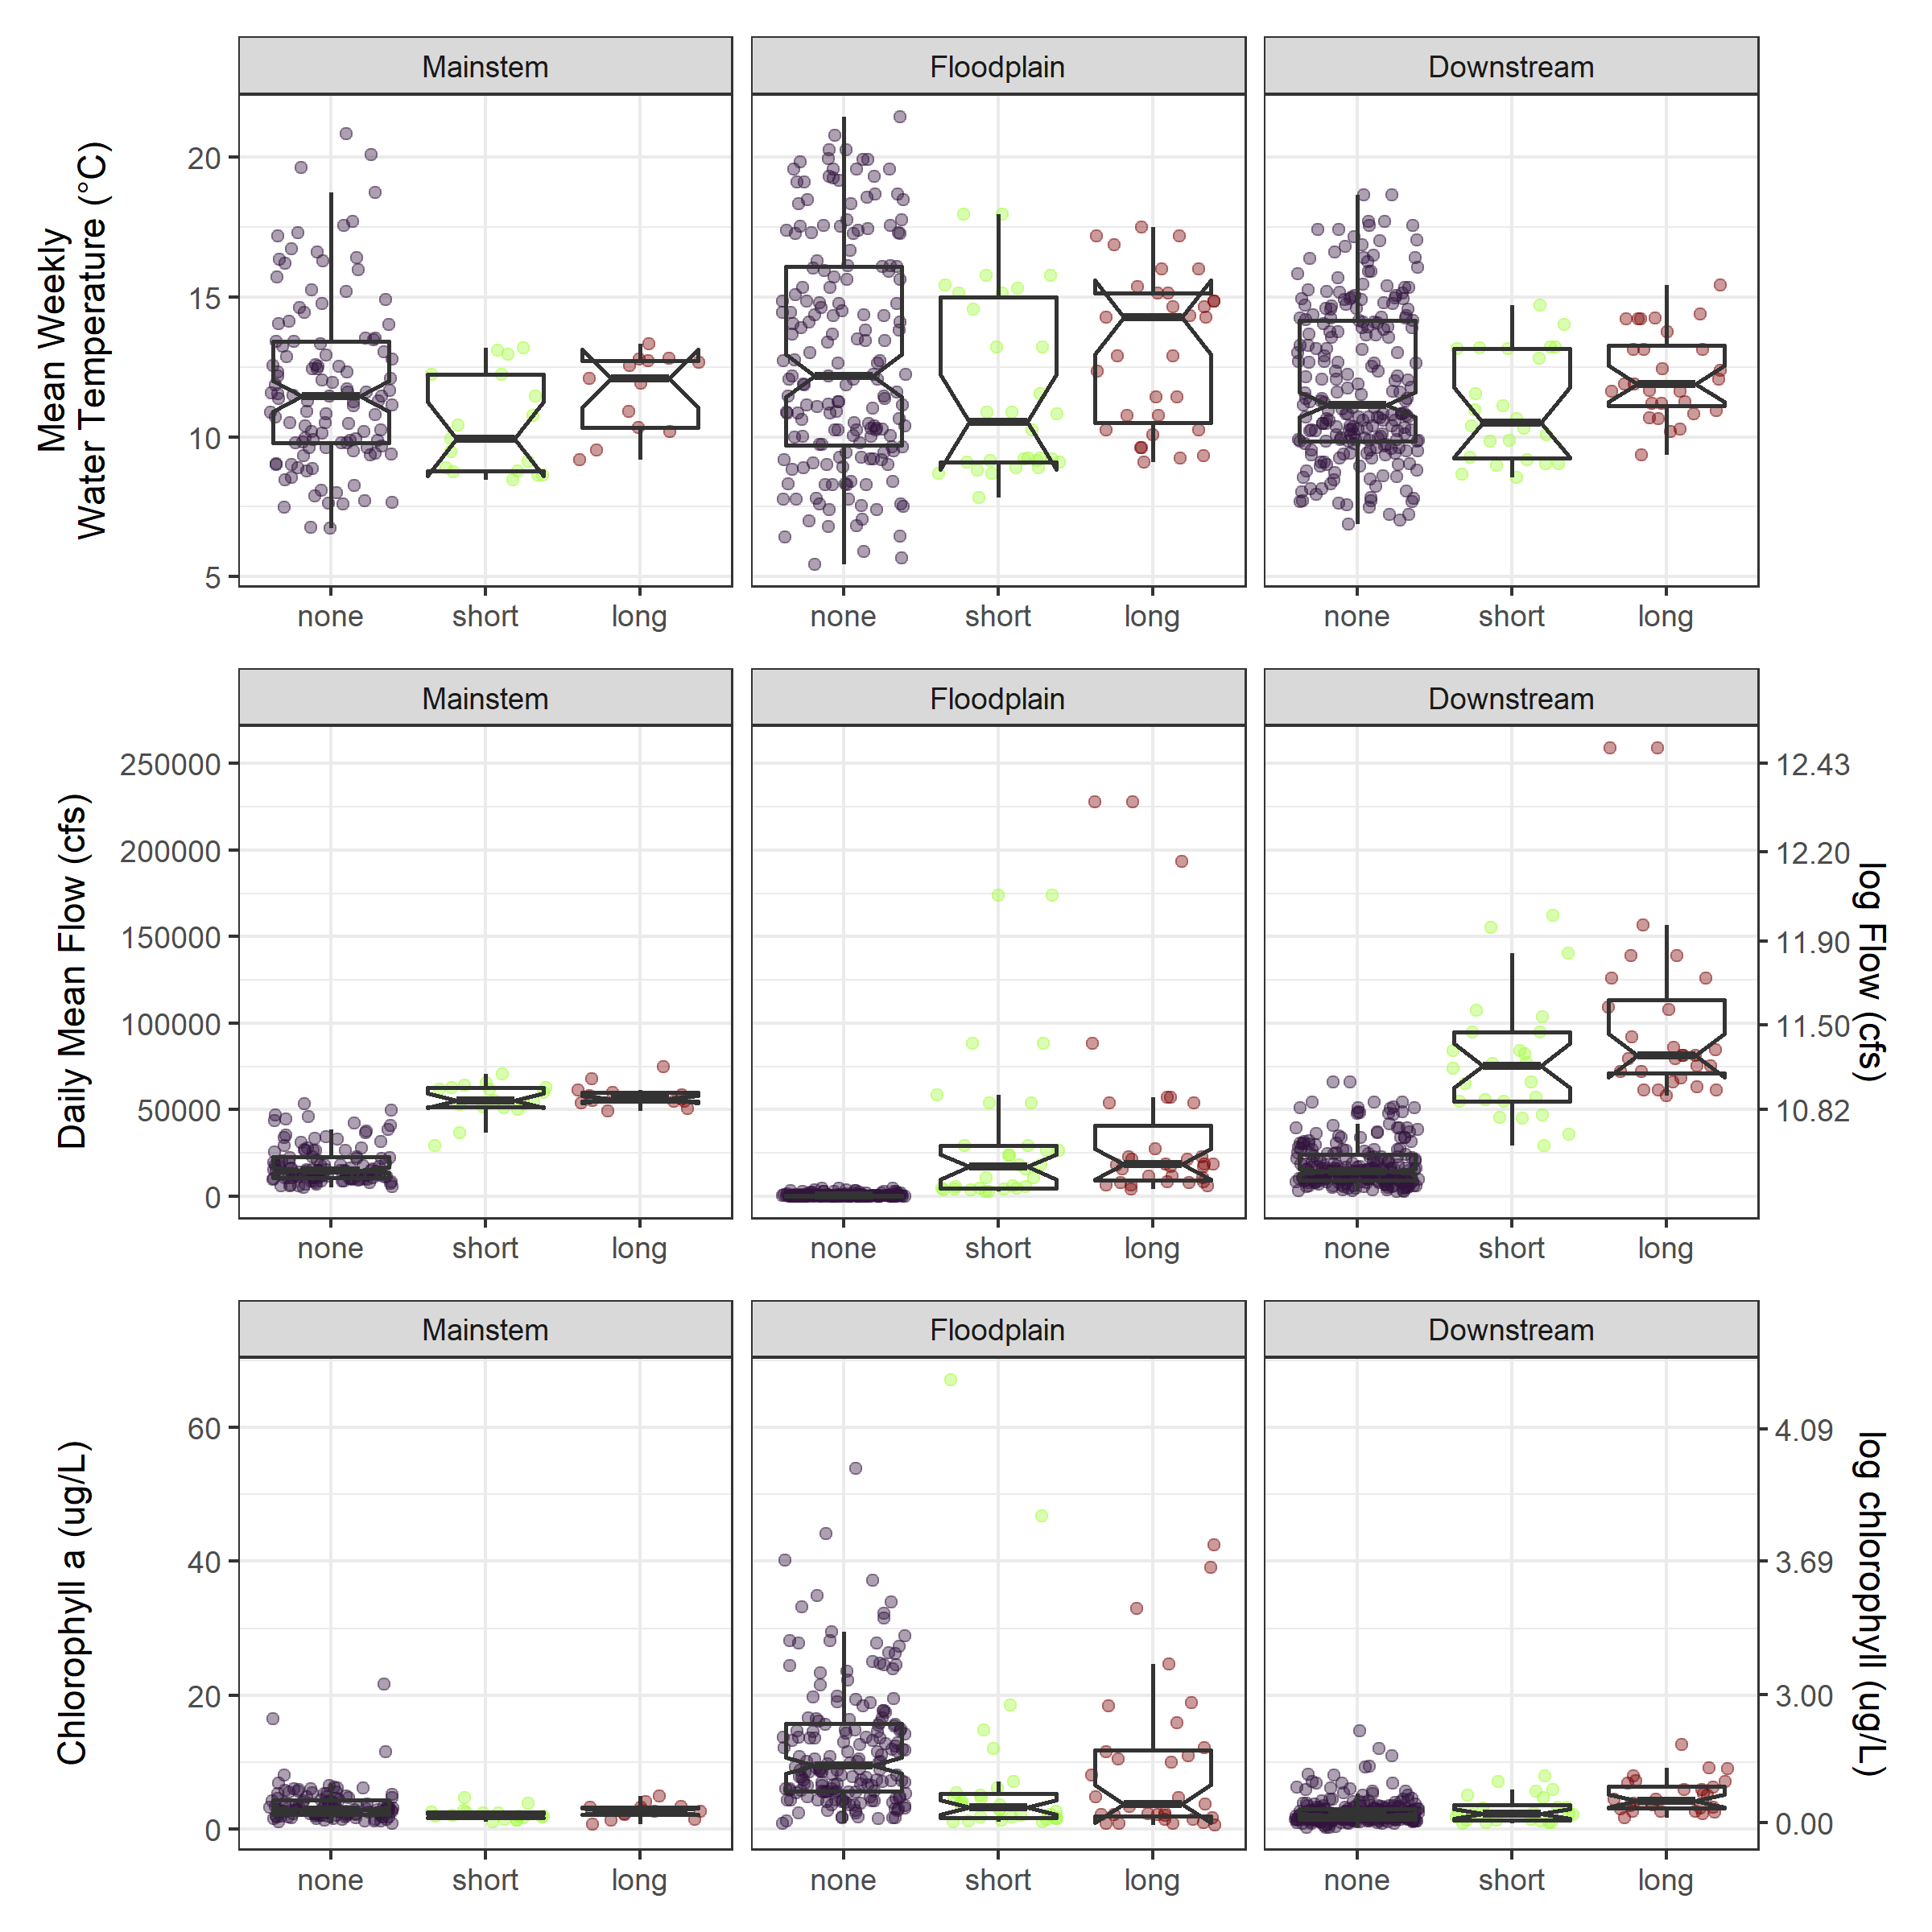 Mainstem Floodplain Downstream
Mean Weekly
Water Temperature (°C)
20
15
10
5
none short long none short long none short long
Mainstem Floodplain Downstream
Daily Mean Flow (cfs)
250000
200000
150000
100000
50000
0
12.43
12.20
11.90
11.50
10.82
log Flow (cfs)
none short long none short long none short long
Mainstem Floodplain Downstream
Chlorophyll a (ug/L)
60
40
20
0
4.09
3.69
3.00
0.00
log chlorophyll (ug/L)
none short long none short long none short long